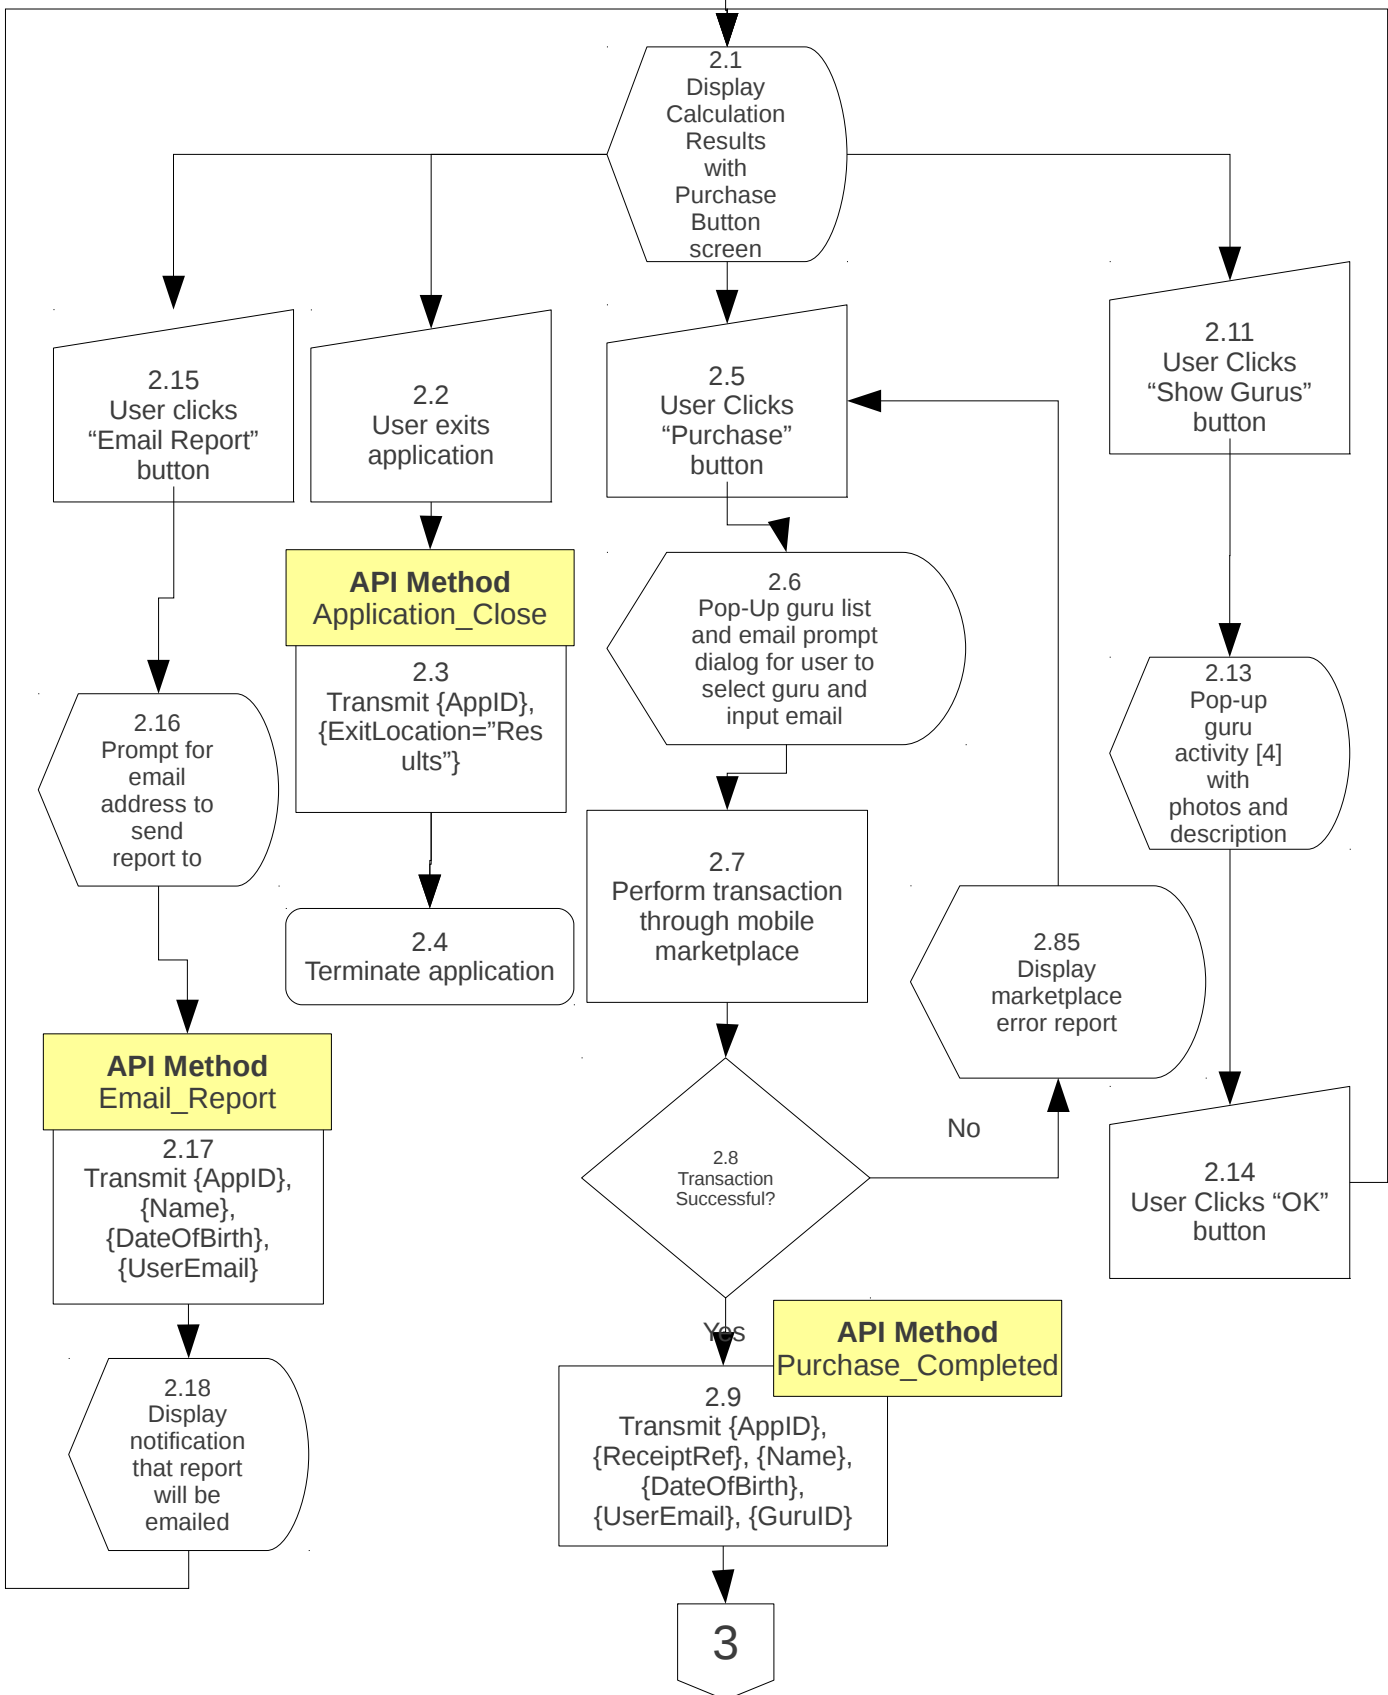 2.1
Display
Calculation
Results
with
Purchase
Button
screen
2.15
User clicks
“Email Report”
button
2.2
User exits
application
2.5
User Clicks
“Purchase”
button
2.11
User Clicks
“Show Gurus”
button
API Method
Application_Close
2.3
Transmit {AppID},
{ExitLocation=”Res
ults”}
2.6
Pop-Up guru list
and email prompt
dialog for user to
select guru and
input email
2.13
Pop-up
guru
activity [4]
with
photos and
description
2.16
Prompt for
email
address to
send
report to
2.4
Terminate application
2.7
Perform transaction
through mobile
marketplace
2.85
Display
marketplace
error report
API Method
Email_Report
2.17
Transmit {AppID},
{Name},
{DateOfBirth},
{UserEmail}
2.8
Transaction
Successful?
No
2.14
User Clicks “OK”
button
Yes
API Method
Purchase_Completed
2.18
Display
notification
that report
will be
emailed
2.9
Transmit {AppID},
{ReceiptRef}, {Name},
{DateOfBirth},
{UserEmail}, {GuruID}
3